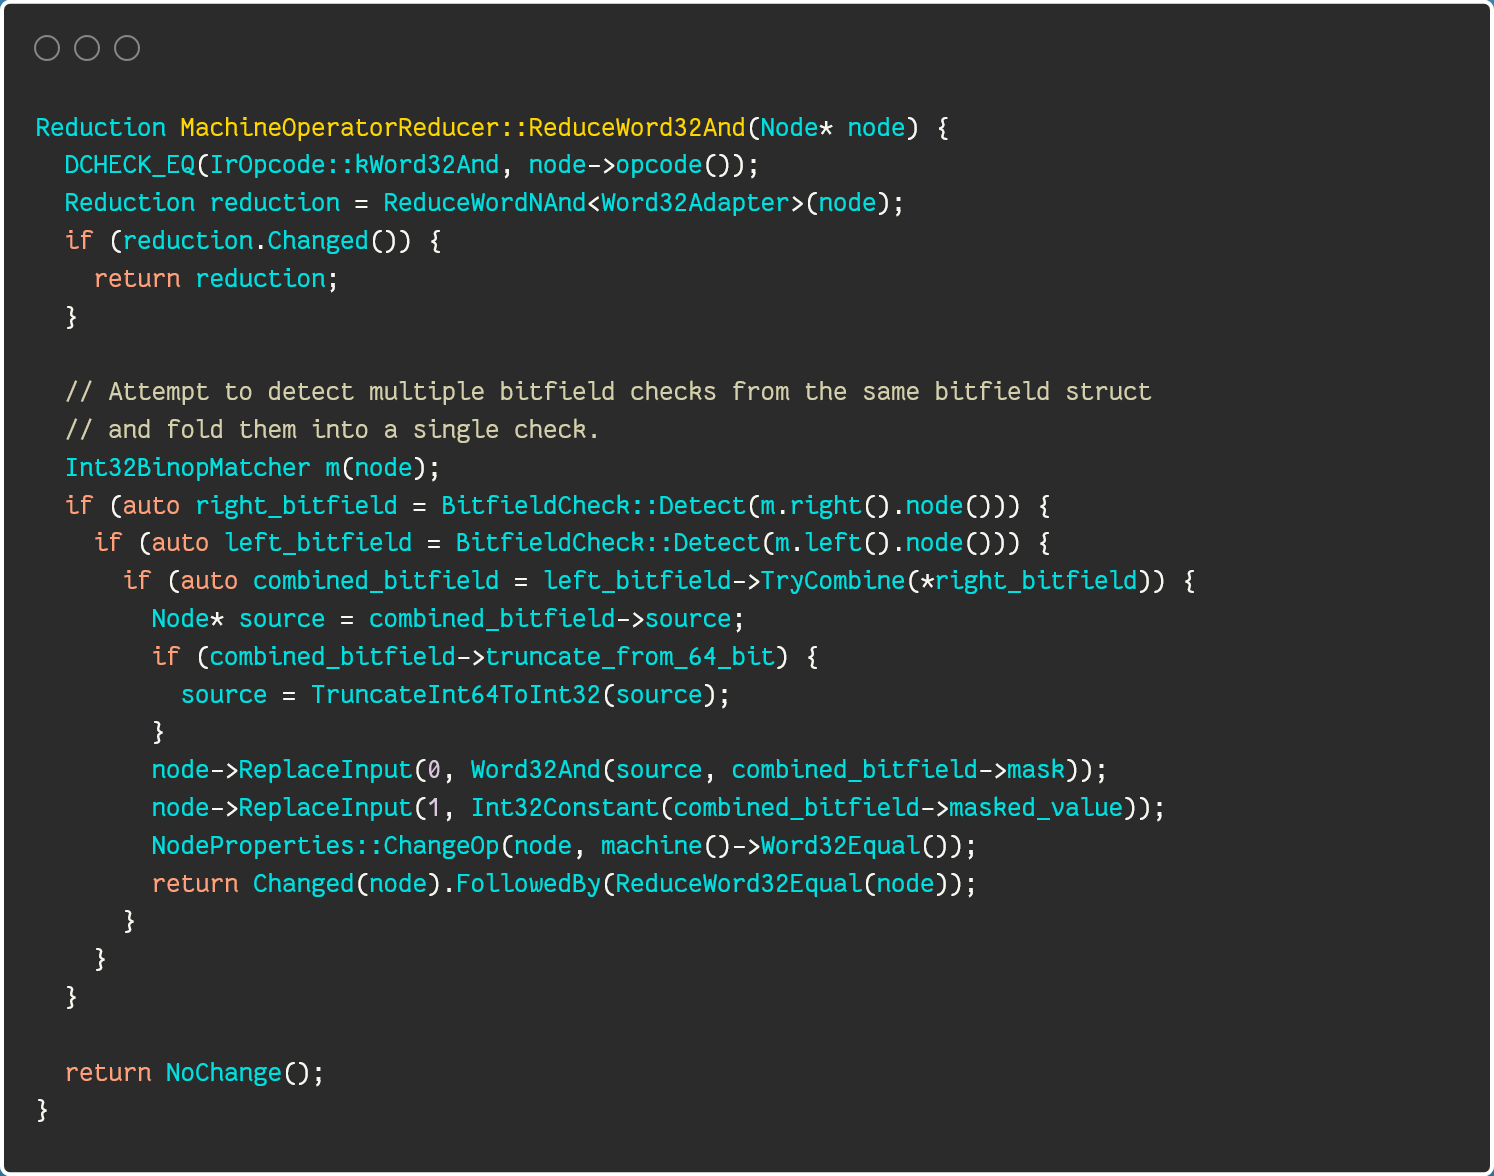 Reduction MachineOperatorReducer::ReduceWord32And(Node* node) {
  DCHECK_EQ(IrOpcode::kWord32And, node->opcode());
  Reduction reduction = ReduceWordNAnd<Word32Adapter>(node);
  if (reduction.Changed()) {
    return reduction;
  }

  // Attempt to detect multiple bitfield checks from the same bitfield struct
  // and fold them into a single check.
  Int32BinopMatcher m(node);
  if (auto right_bitfield = BitfieldCheck::Detect(m.right().node())) {
    if (auto left_bitfield = BitfieldCheck::Detect(m.left().node())) {
      if (auto combined_bitfield = left_bitfield->TryCombine(*right_bitfield)) {
        Node* source = combined_bitfield->source;
        if (combined_bitfield->truncate_from_64_bit) {
          source = TruncateInt64ToInt32(source);
        }
        node->ReplaceInput(0, Word32And(source, combined_bitfield->mask));
        node->ReplaceInput(1, Int32Constant(combined_bitfield->masked_value));
        NodeProperties::ChangeOp(node, machine()->Word32Equal());
        return Changed(node).FollowedBy(ReduceWord32Equal(node));
      }
    }
  }

  return NoChange();
}